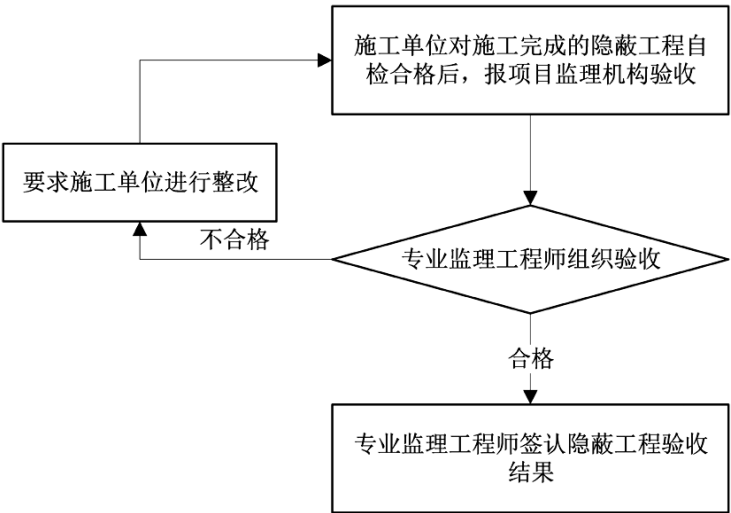 施工单位对施工完成的隐蔽工程自
检合格后，报项目监理机构验收
要求施工单位进行整改
不合格
专业监理工程师组织验收
合格
专业监理工程师签认隐蔽工程验收
结果